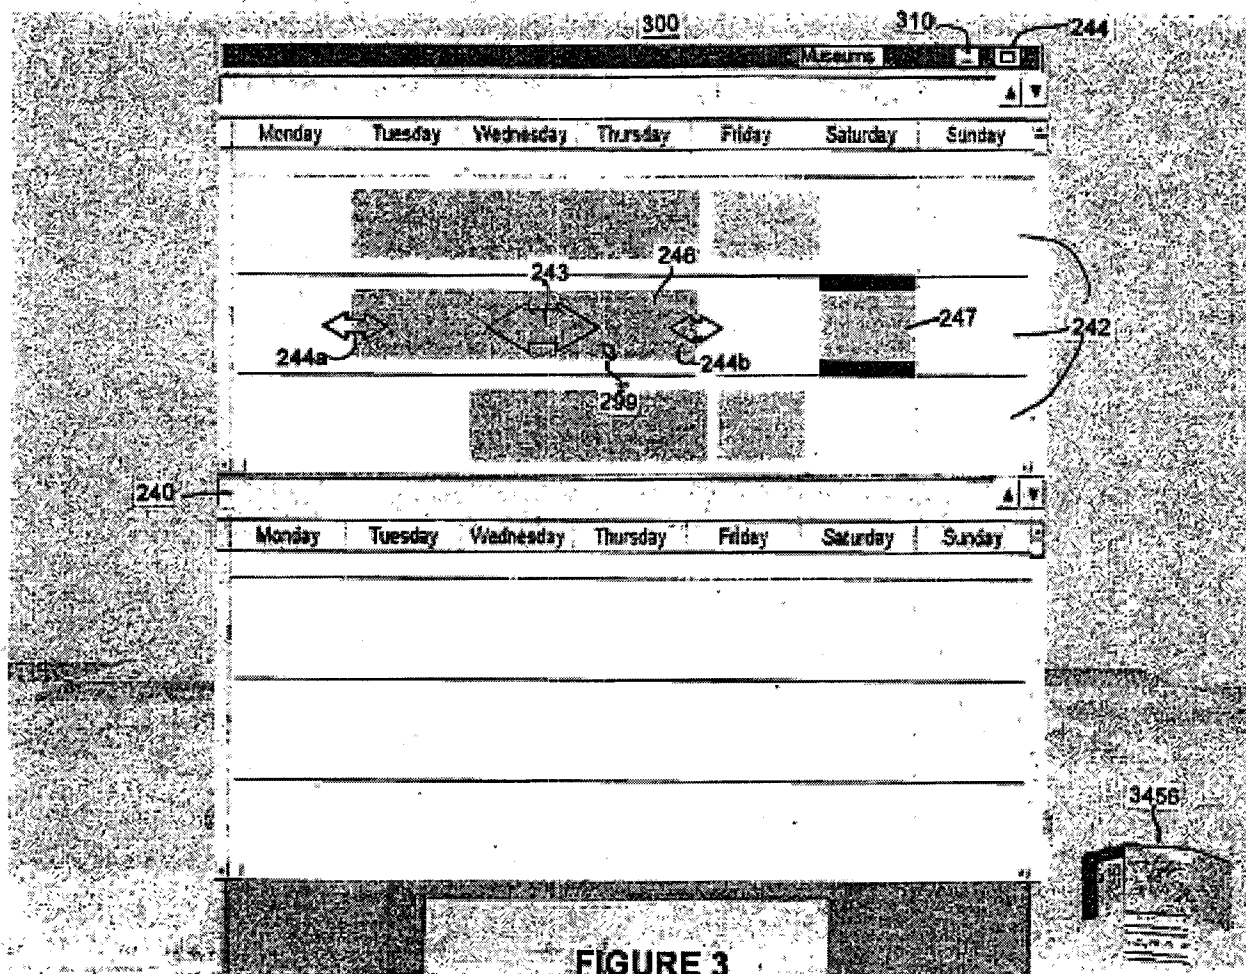 300 310 244
Museums
Monday Tuesday Wednesday Thursday Friday Saturday Sunday
246
243
247
242
244a
244b
299
240
Monday Tuesday Wednesday Thursday Friday Saturday Sunday
3456
FIGURE 3